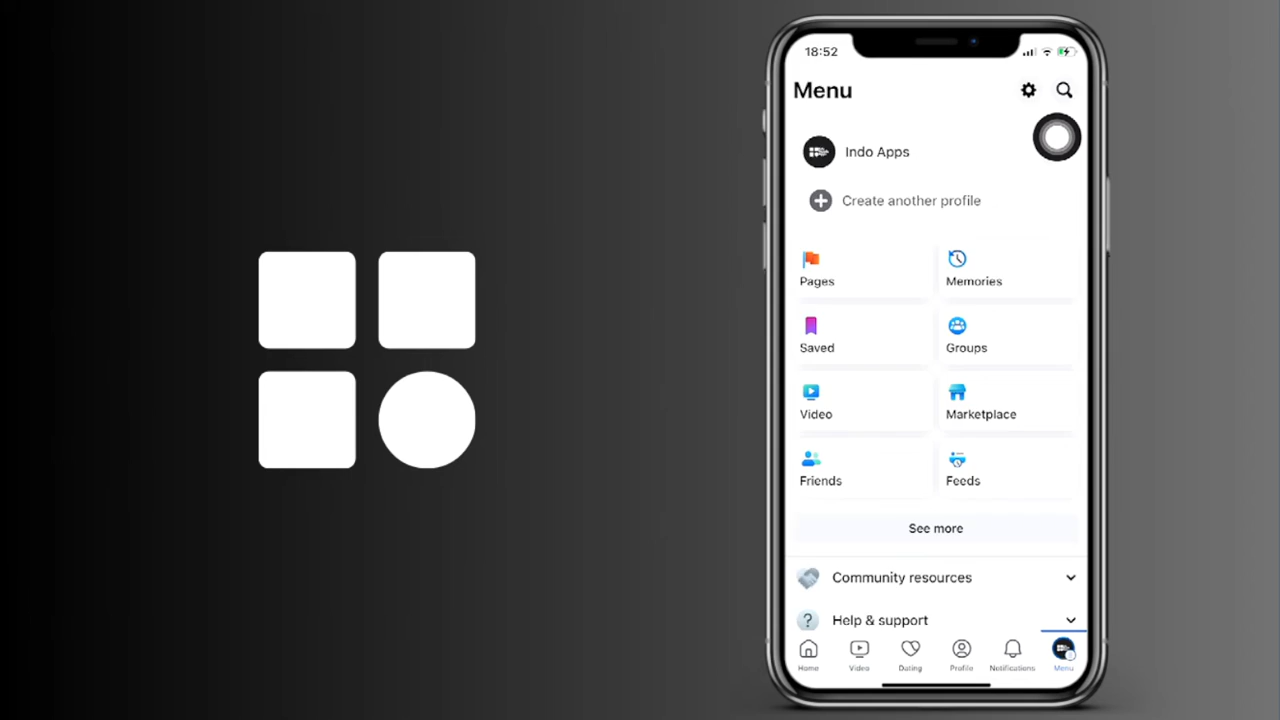 18:52
Menu
Indo Apps
Create another profile
Pages
Memories
Saved
Groups
Video
Marketplace
Friends
Feeds
See more
Community resources
? Help & support
Home
Video
Dating
Profile
Notifications
Menu